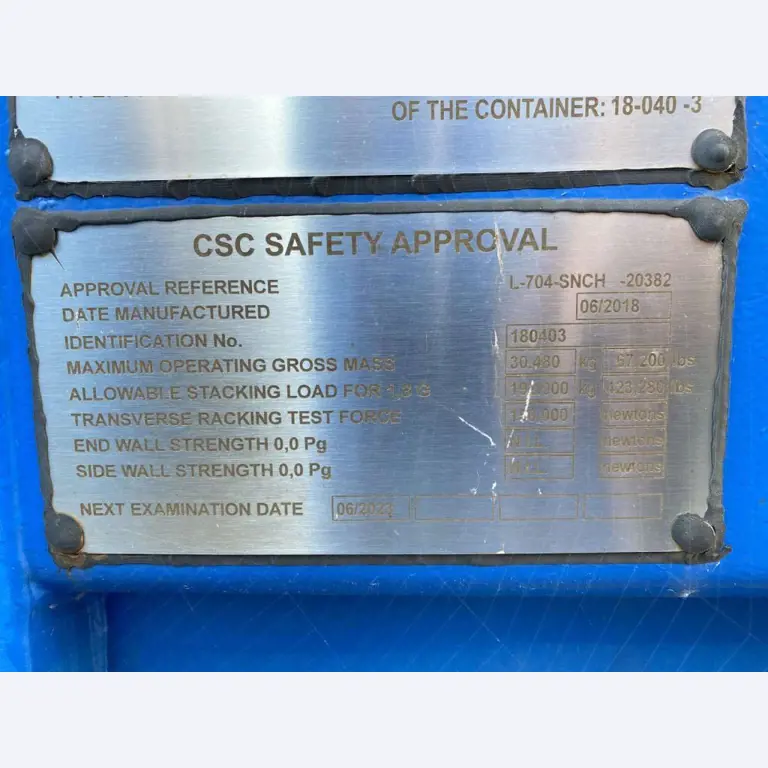 OF THE CONTAINER: 18-040 -3
CSC SAFETY APPROVAL
APPROVAL REFERENCE L-704-SNCH -20382
DATE MANUFACTURED 06/2018
IDENTIFICATION No. 180403
MAXIMUM OPERATING GROSS MASS 30.480 kg 67.200 lbs
ALLOWABLE STACKING LOAD FOR 1,8*G kg 423.280 lbs
TRANSVERSE RACKING TEST FORCE newtons
END WALL STRENGTH 0,0 Pg newtons
SIDE WALL STRENGTH 0,0 Pg newtons
NEXT EXAMINATION DATE